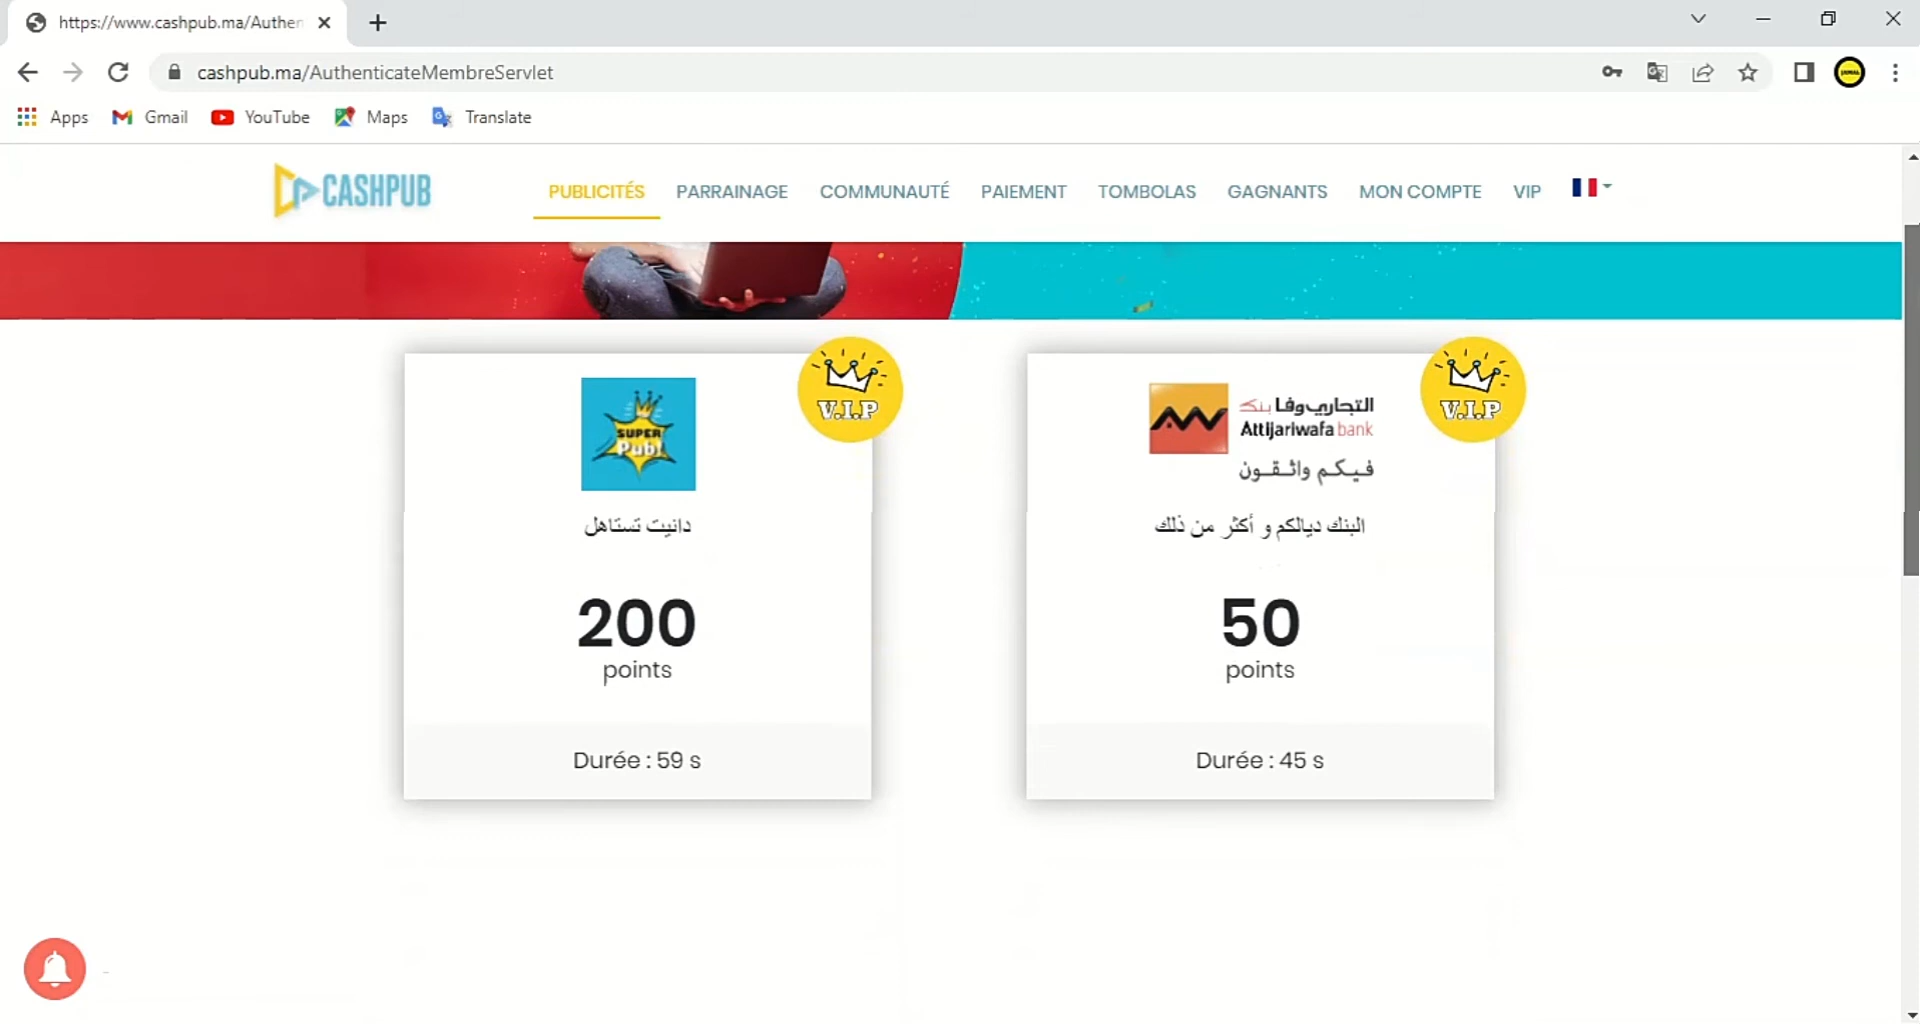 https://www.cashpub.ma/Authen
cashpub.ma/AuthenticateMembreServlet
Apps Gmail YouTube Maps Translate
CASHPUB PUBLICITÉS PARRAINAGE COMMUNAUTÉ PAIEMENT TOMBOLAS GAGNANTS MON COMPTE VIP
V.I.P
SUPER
Pub!
دانيت تستاهل
200
points
Durée : 59 s
V.I.P
التجاري وفا بنك
Attijariwafa bank
فيكم واثقون
البنك ديالكم و أكثر من ذلك
50
points
Durée : 45 s